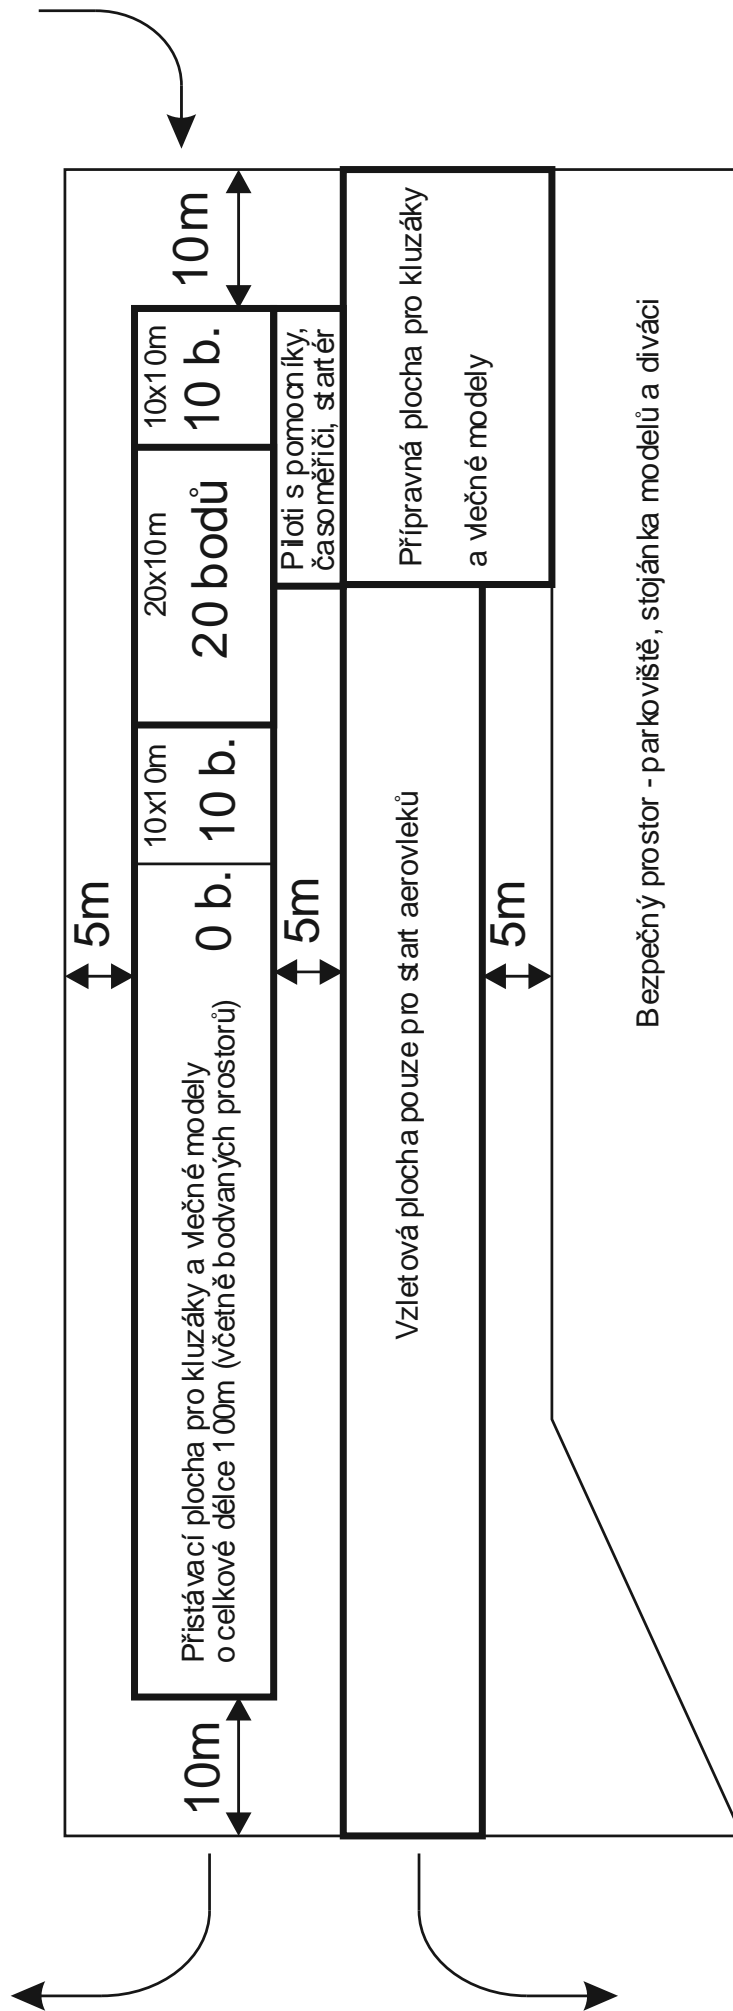 10m
10x10m
10 b.
20x10m
20 bodů
10x10m
10 b.
0 b.
5m
Přistávací plocha pro kluzáky a vlečné modely
o celkové délce 100m (včetně bodvaných prostorů)
10m
Piloti s pomocníky,
časoměřiči, startér
5m
Přípravná plocha pro kluzáky
a vlečné modely
Vzletová plocha pouze pro start aerovleků
5m
Bezpečný prostor - parkoviště, stojánka modelů a diváci